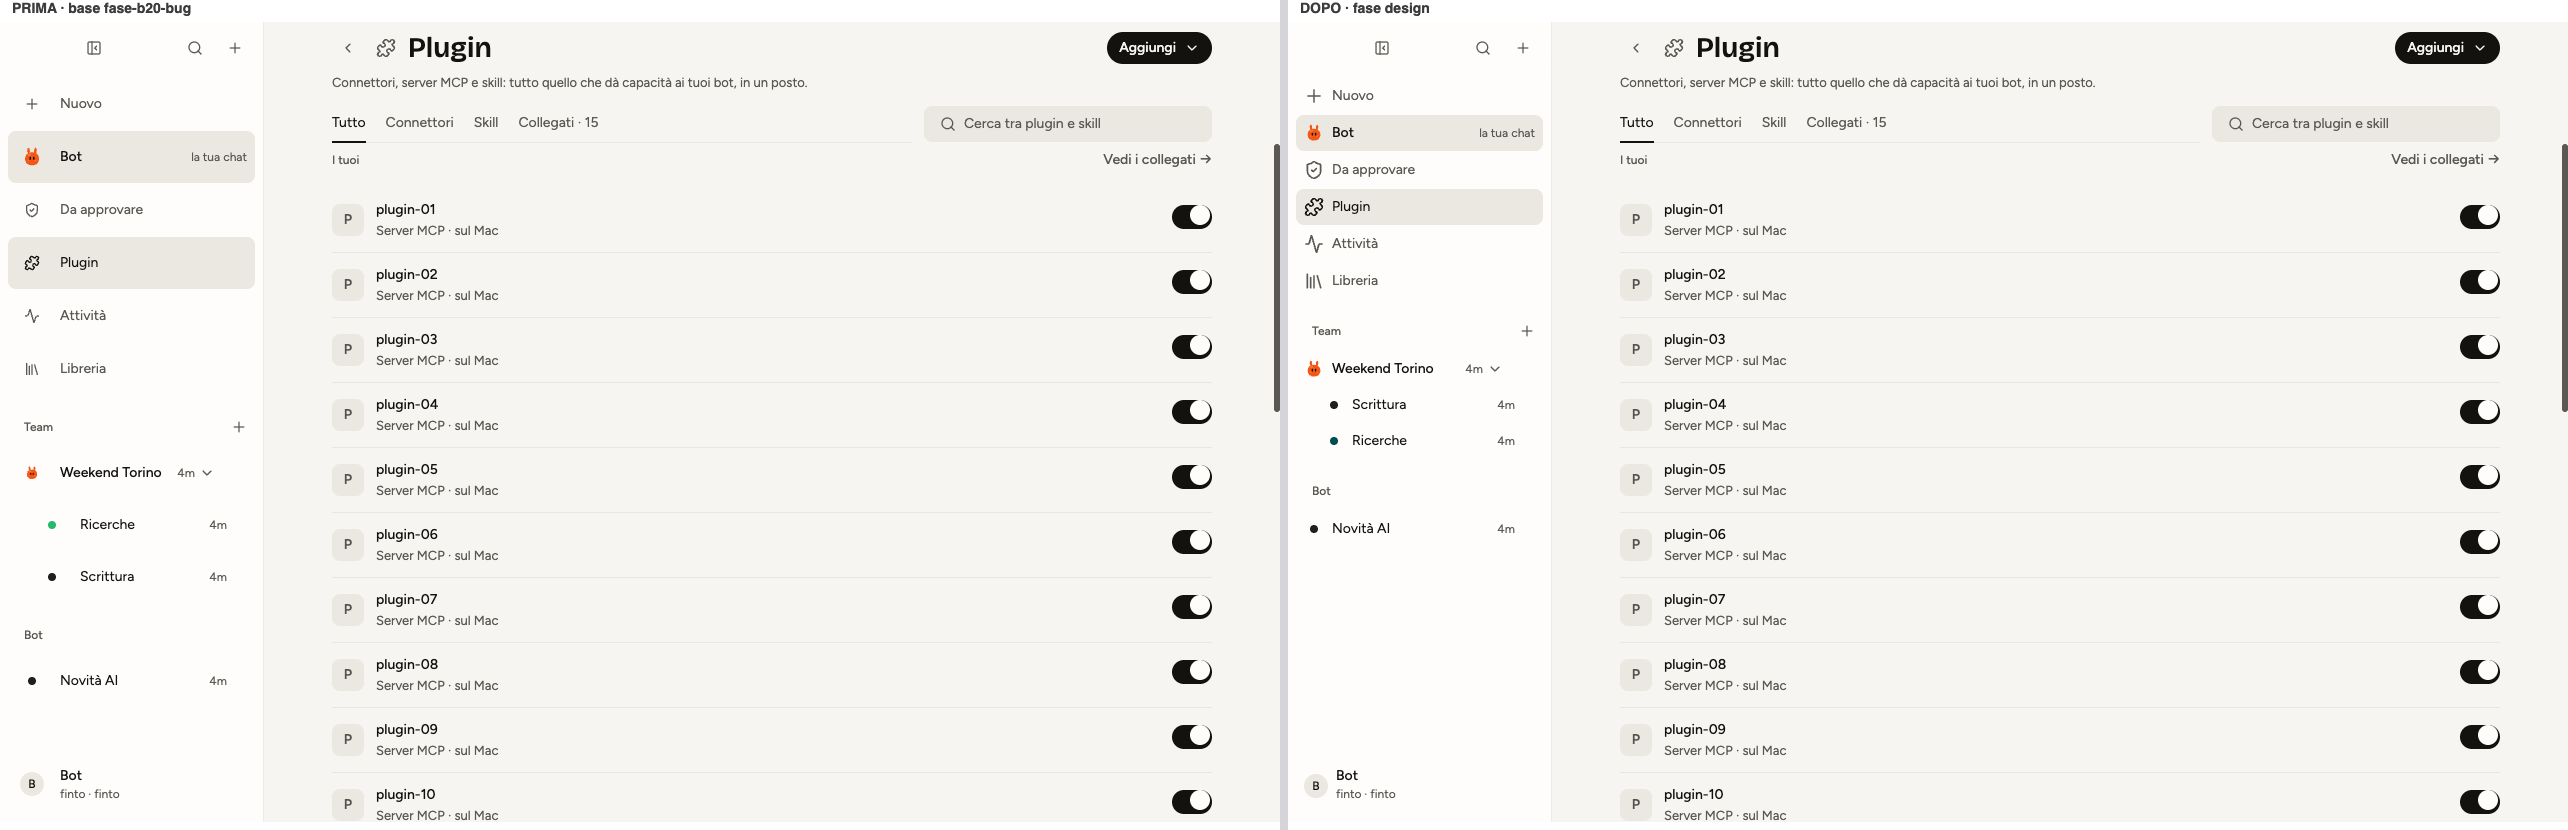 PRIMA · base fase-b20-bug
Nuovo
Bot la tua chat
Da approvare
Plugin
Attività
Libreria
Team
Weekend Torino 4m
Ricerche 4m
Scrittura 4m
Bot
Novità AI 4m
B
Bot
finto · finto
Plugin
Aggiungi
Connettori, server MCP e skill: tutto quello che dà capacità ai tuoi bot, in un posto.
Tutto Connettori Skill Collegati · 15
Cerca tra plugin e skill
I tuoi
Vedi i collegati →
P
plugin-01
Server MCP · sul Mac
P
plugin-02
Server MCP · sul Mac
P
plugin-03
Server MCP · sul Mac
P
plugin-04
Server MCP · sul Mac
P
plugin-05
Server MCP · sul Mac
P
plugin-06
Server MCP · sul Mac
P
plugin-07
Server MCP · sul Mac
P
plugin-08
Server MCP · sul Mac
P
plugin-09
Server MCP · sul Mac
P
plugin-10
Server MCP · sul Mac
DOPO · fase design
Nuovo
Bot la tua chat
Da approvare
Plugin
Attività
Libreria
Team
Weekend Torino 4m
Scrittura 4m
Ricerche 4m
Bot
Novità AI 4m
B
Bot
finto · finto
Plugin
Aggiungi
Connettori, server MCP e skill: tutto quello che dà capacità ai tuoi bot, in un posto.
Tutto Connettori Skill Collegati · 15
Cerca tra plugin e skill
I tuoi
Vedi i collegati →
P
plugin-01
Server MCP · sul Mac
P
plugin-02
Server MCP · sul Mac
P
plugin-03
Server MCP · sul Mac
P
plugin-04
Server MCP · sul Mac
P
plugin-05
Server MCP · sul Mac
P
plugin-06
Server MCP · sul Mac
P
plugin-07
Server MCP · sul Mac
P
plugin-08
Server MCP · sul Mac
P
plugin-09
Server MCP · sul Mac
P
plugin-10
Server MCP · sul Mac